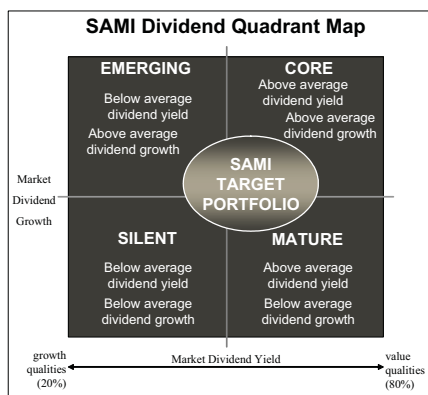 SAMI Dividend Quadrant Map
EMERGING
Below average
dividend yield
Above average
dividend growth
CORE
Above average
dividend yield
Above average
dividend growth
SAMI
TARGET
PORTFOLIO
Market
Dividend
Growth
SILENT
Below average
dividend yield
Below average
dividend growth
MATURE
Above average
dividend yield
Below average
dividend growth
growth
qualities
(20%)
Market Dividend Yield
value
qualities
(80%)